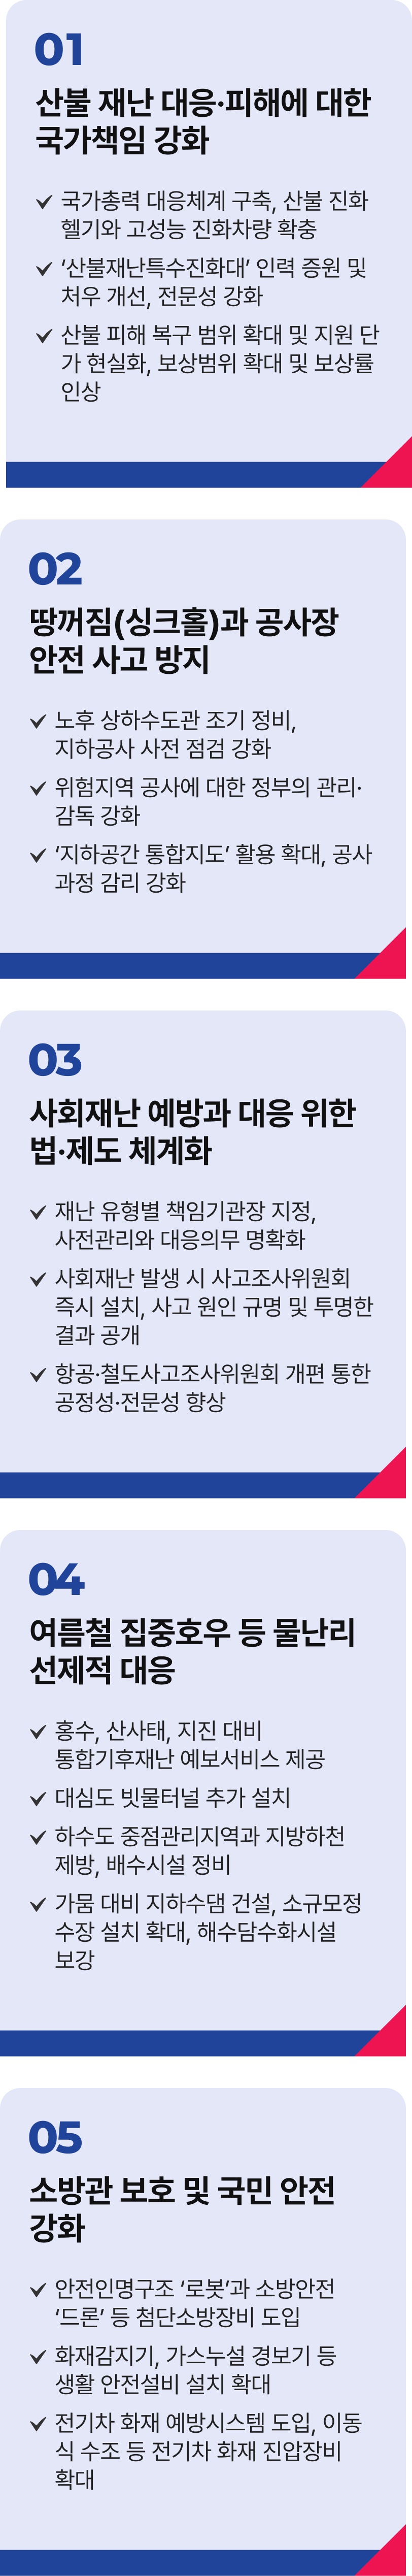 01
산불 재난 대응·피해에 대한
국가책임 강화
국가총력 대응체계 구축, 산불 진화
헬기와 고성능 진화차량 확충
‘산불재난특수진화대’ 인력 증원 및
처우 개선, 전문성 강화
산불 피해 복구 범위 확대 및 지원 단
가 현실화, 보상범위 확대 및 보상률
인상
02
땅꺼짐(싱크홀)과 공사장
안전 사고 방지
노후 상하수도관 조기 정비,
지하공사 사전 점검 강화
위험지역 공사에 대한 정부의 관리·
감독 강화
‘지하공간 통합지도’ 활용 확대, 공사
과정 감리 강화
03
사회재난 예방과 대응 위한
법·제도 체계화
재난 유형별 책임기관장 지정,
사전관리와 대응의무 명확화
사회재난 발생 시 사고조사위원회
즉시 설치, 사고 원인 규명 및 투명한
결과 공개
항공·철도사고조사위원회 개편 통한
공정성·전문성 향상
04
여름철 집중호우 등 물난리
선제적 대응
홍수, 산사태, 지진 대비
통합기후재난 예보서비스 제공
대심도 빗물터널 추가 설치
하수도 중점관리지역과 지방하천
제방, 배수시설 정비
가뭄 대비 지하수댐 건설, 소규모정
수장 설치 확대, 해수담수화시설
보강
05
소방관 보호 및 국민 안전
강화
안전인명구조 ‘로봇’과 소방안전
‘드론’ 등 첨단소방장비 도입
화재감지기, 가스누설 경보기 등
생활 안전설비 설치 확대
전기차 화재 예방시스템 도입, 이동
식 수조 등 전기차 화재 진압장비
확대